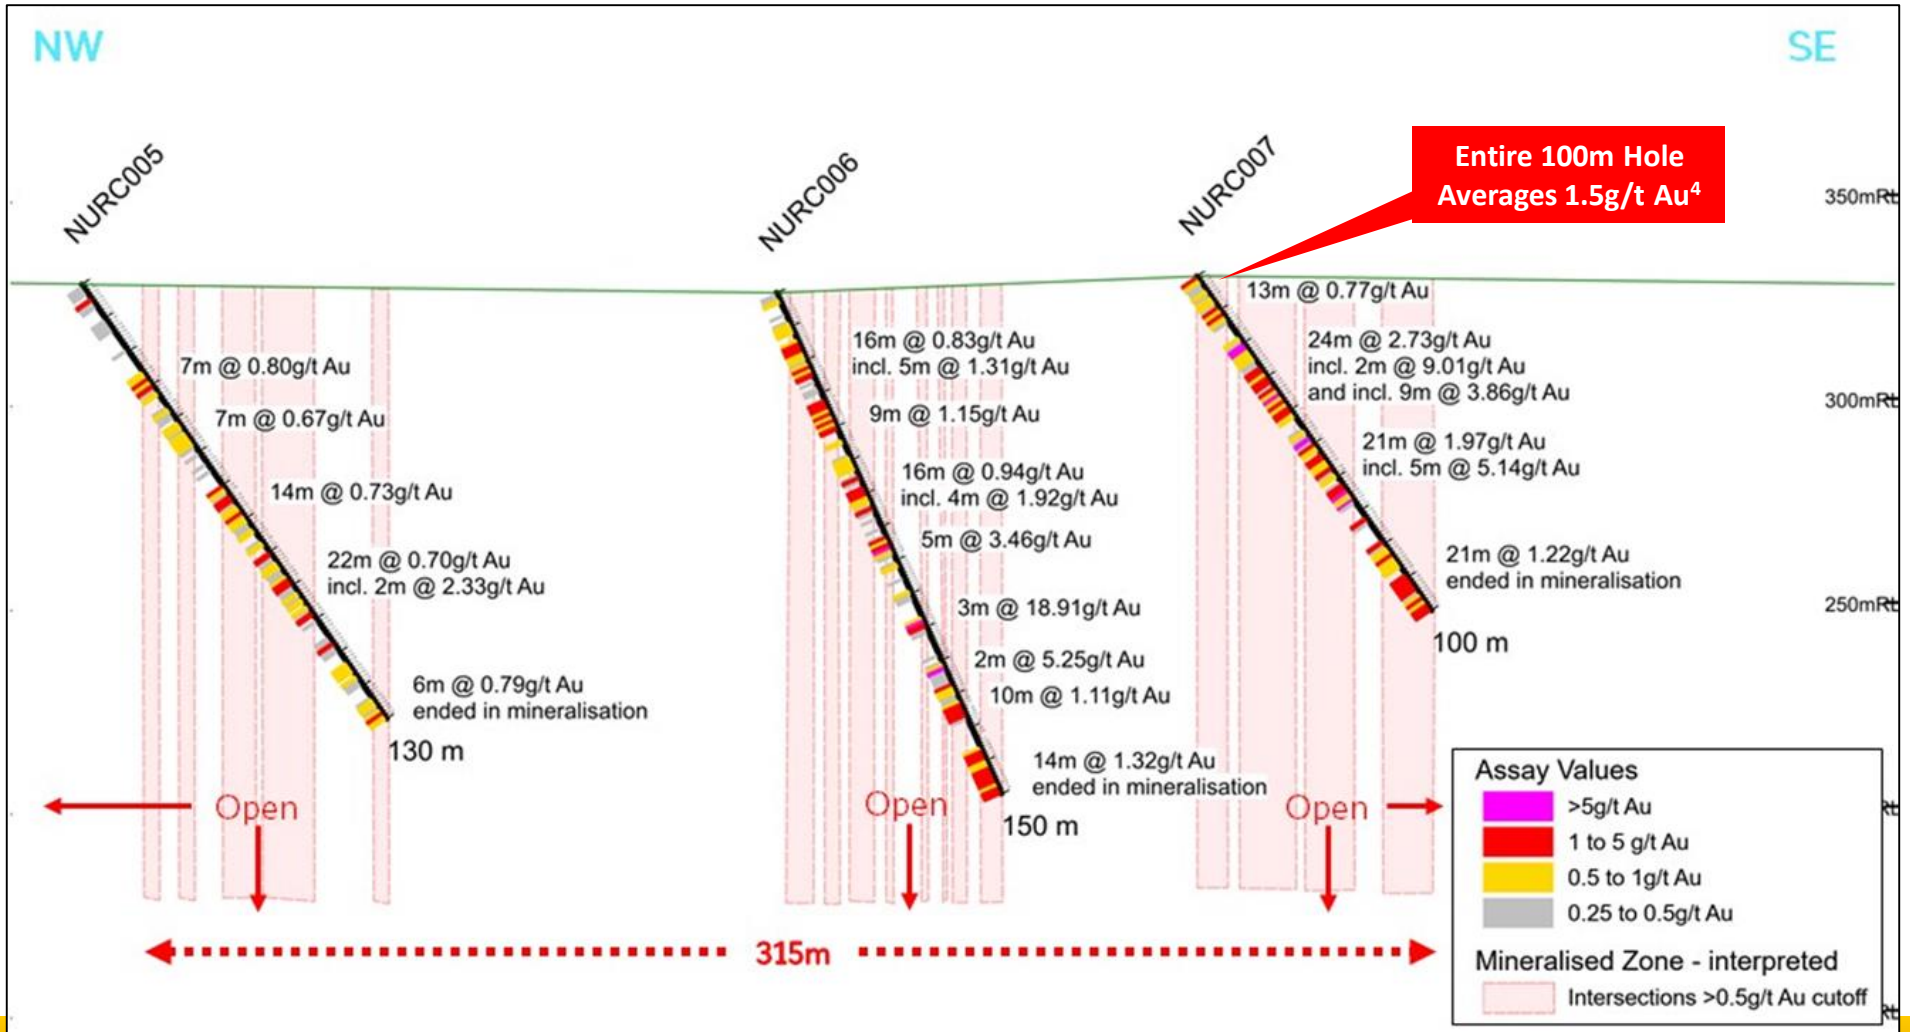 NW
SE
NURC005
NURC006
NURC007
Entire 100m Hole
Averages 1.5g/t Au⁴
350mRL
300mRL
250mRL
7m @ 0.80g/t Au
7m @ 0.67g/t Au
14m @ 0.73g/t Au
22m @ 0.70g/t Au
incl. 2m @ 2.33g/t Au
6m @ 0.79g/t Au
ended in mineralisation
130 m
16m @ 0.83g/t Au
incl. 5m @ 1.31g/t Au
9m @ 1.15g/t Au
16m @ 0.94g/t Au
incl. 4m @ 1.92g/t Au
5m @ 3.46g/t Au
3m @ 18.91g/t Au
2m @ 5.25g/t Au
10m @ 1.11g/t Au
14m @ 1.32g/t Au
ended in mineralisation
150 m
13m @ 0.77g/t Au
24m @ 2.73g/t Au
incl. 2m @ 9.01g/t Au
and incl. 9m @ 3.86g/t Au
21m @ 1.97g/t Au
incl. 5m @ 5.14g/t Au
21m @ 1.22g/t Au
ended in mineralisation
100 m
Open
Open
Open
315m
Assay Values
>5g/t Au
1 to 5 g/t Au
0.5 to 1g/t Au
0.25 to 0.5g/t Au
Mineralised Zone - interpreted
Intersections >0.5g/t Au cutoff